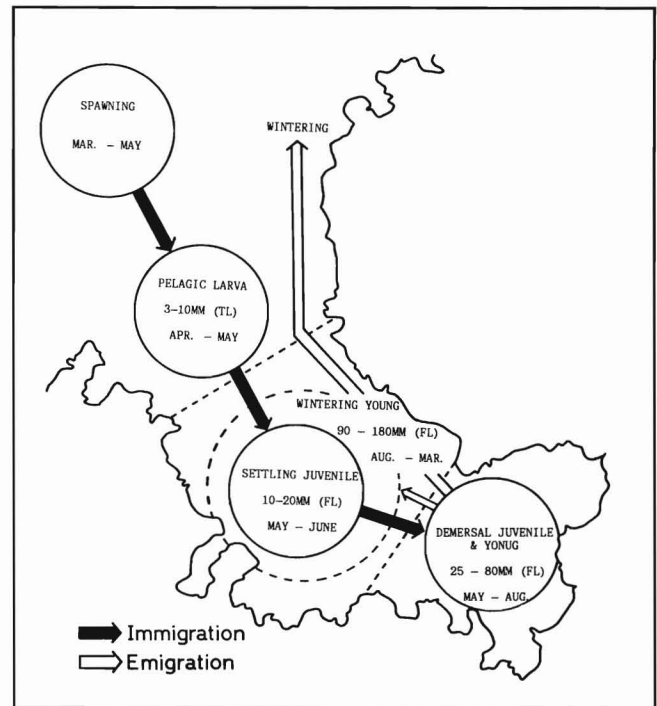 SPAWNING
MAR. – MAY
WINTERING
PELAGIC LARVA
3–10MM (TL)
APR. – MAY
WINTERING YOUNG
90 – 180MM (FL)
AUG. – MAR.
SETTLING JUVENILE
10–20MM (FL)
MAY – JUNE
DEMERSAL JUVENILE
& YONUG
25 – 80MM (FL)
MAY – AUG.
Immigration
Emigration